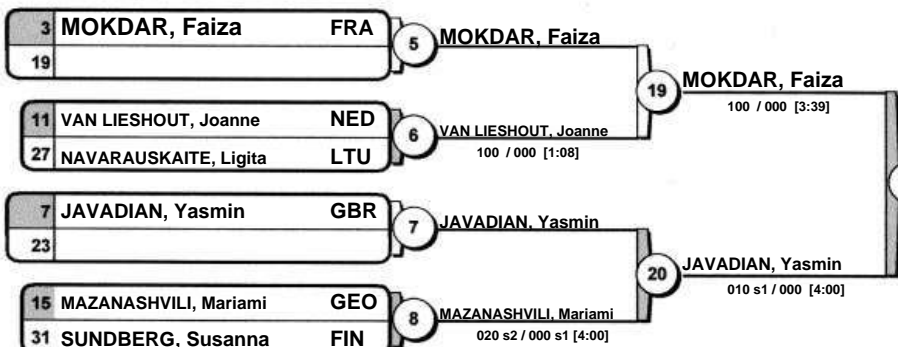 3 MOKDAR, Faiza FRA
19
5
MOKDAR, Faiza
11 VAN LIESHOUT, Joanne NED
27 NAVARAUSKAITE, Ligita LTU
6
VAN LIESHOUT, Joanne
100 / 000 [1:08]
19
MOKDAR, Faiza
100 / 000 [3:39]
7 JAVADIAN, Yasmin GBR
23
7
JAVADIAN, Yasmin
15 MAZANASHVILI, Mariami GEO
31 SUNDBERG, Susanna FIN
8
MAZANASHVILI, Mariami
020 s2 / 000 s1 [4:00]
20
JAVADIAN, Yasmin
010 s1 / 000 [4:00]